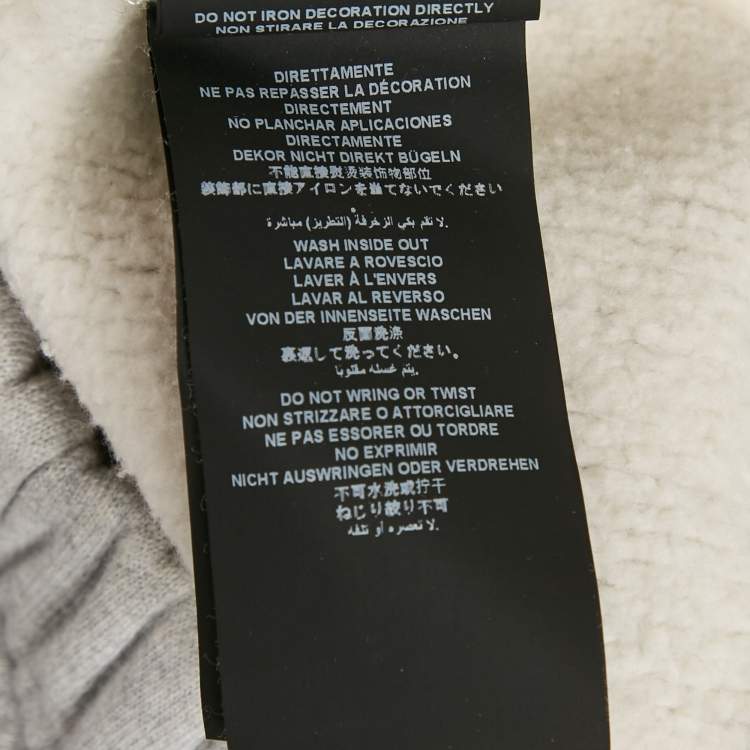 DO NOT IRON DECORATION DIRECTLY
NON STIRARE LA DECORAZIONE
DIRETTAMENTE
NE PAS REPASSER LA DÉCORATION
DIRECTEMENT
NO PLANCHAR APLICACIONES
DIRECTAMENTE
DEKOR NICHT DIREKT BÜGELN
不能直接熨烫装饰物部位
装飾部に直接アイロンを当てないでください
لا تقم بكي الزخرفة (التطريز) مباشرة.
WASH INSIDE OUT
LAVARE A ROVESCIO
LAVER À L'ENVERS
LAVAR AL REVERSO
VON DER INNENSEITE WASCHEN
反面洗涤
裏返して洗ってください。
يتم غسله مقلوبا.
DO NOT WRING OR TWIST
NON STRIZZARE O ATTORCIGLIARE
NE PAS ESSORER OU TORDRE
NO EXPRIMIR
NICHT AUSWRINGEN ODER VERDREHEN
不可水洗或拧干
ねじり絞り不可
لا تعصره أو تلفه.